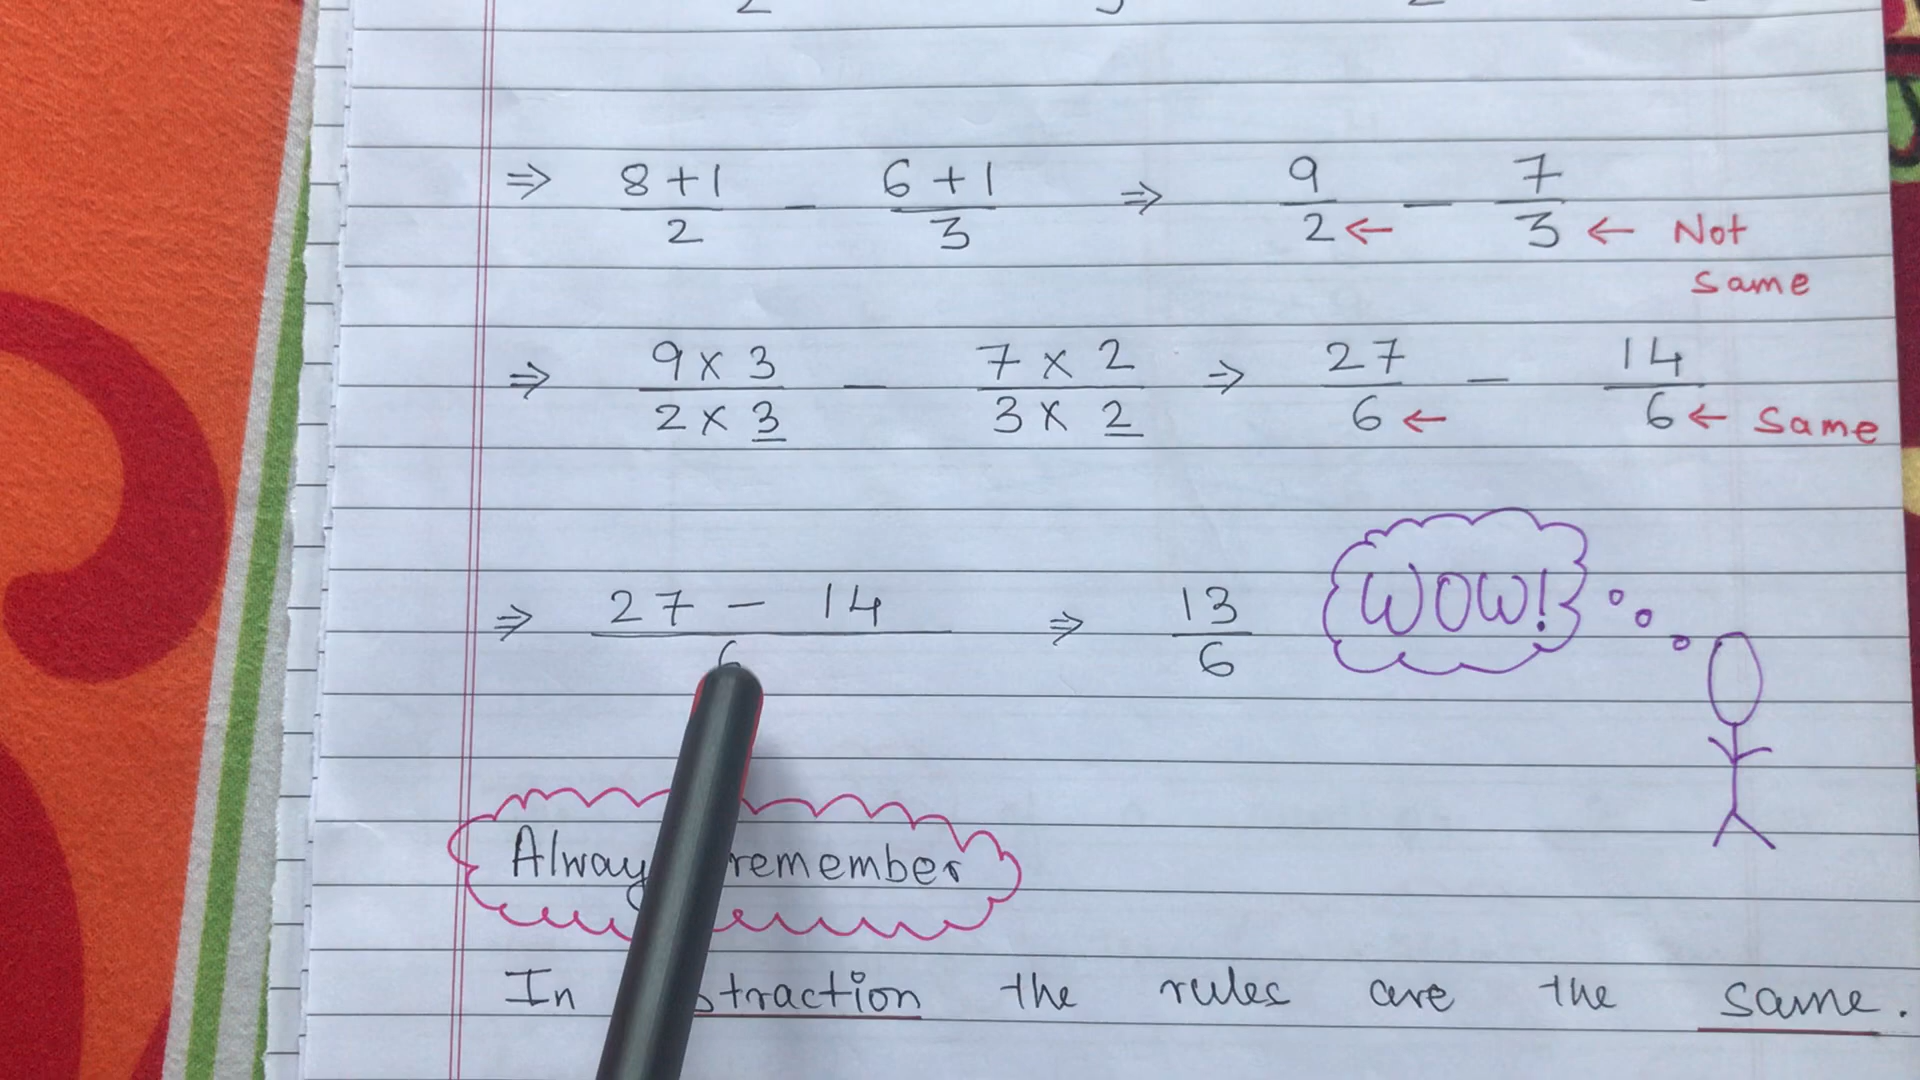 ⇒ 8+1/2 - 6+1/3 ⇒ 9/2 ← - 7/3 ← Not
same
⇒ 9 x 3/2 x 3 - 7 x 2/3 x 2 ⇒ 27/6 ← - 14/6 ← Same
⇒ 27 - 14/6 ⇒ 13/6 WOW!
remember
In the rules are the same.